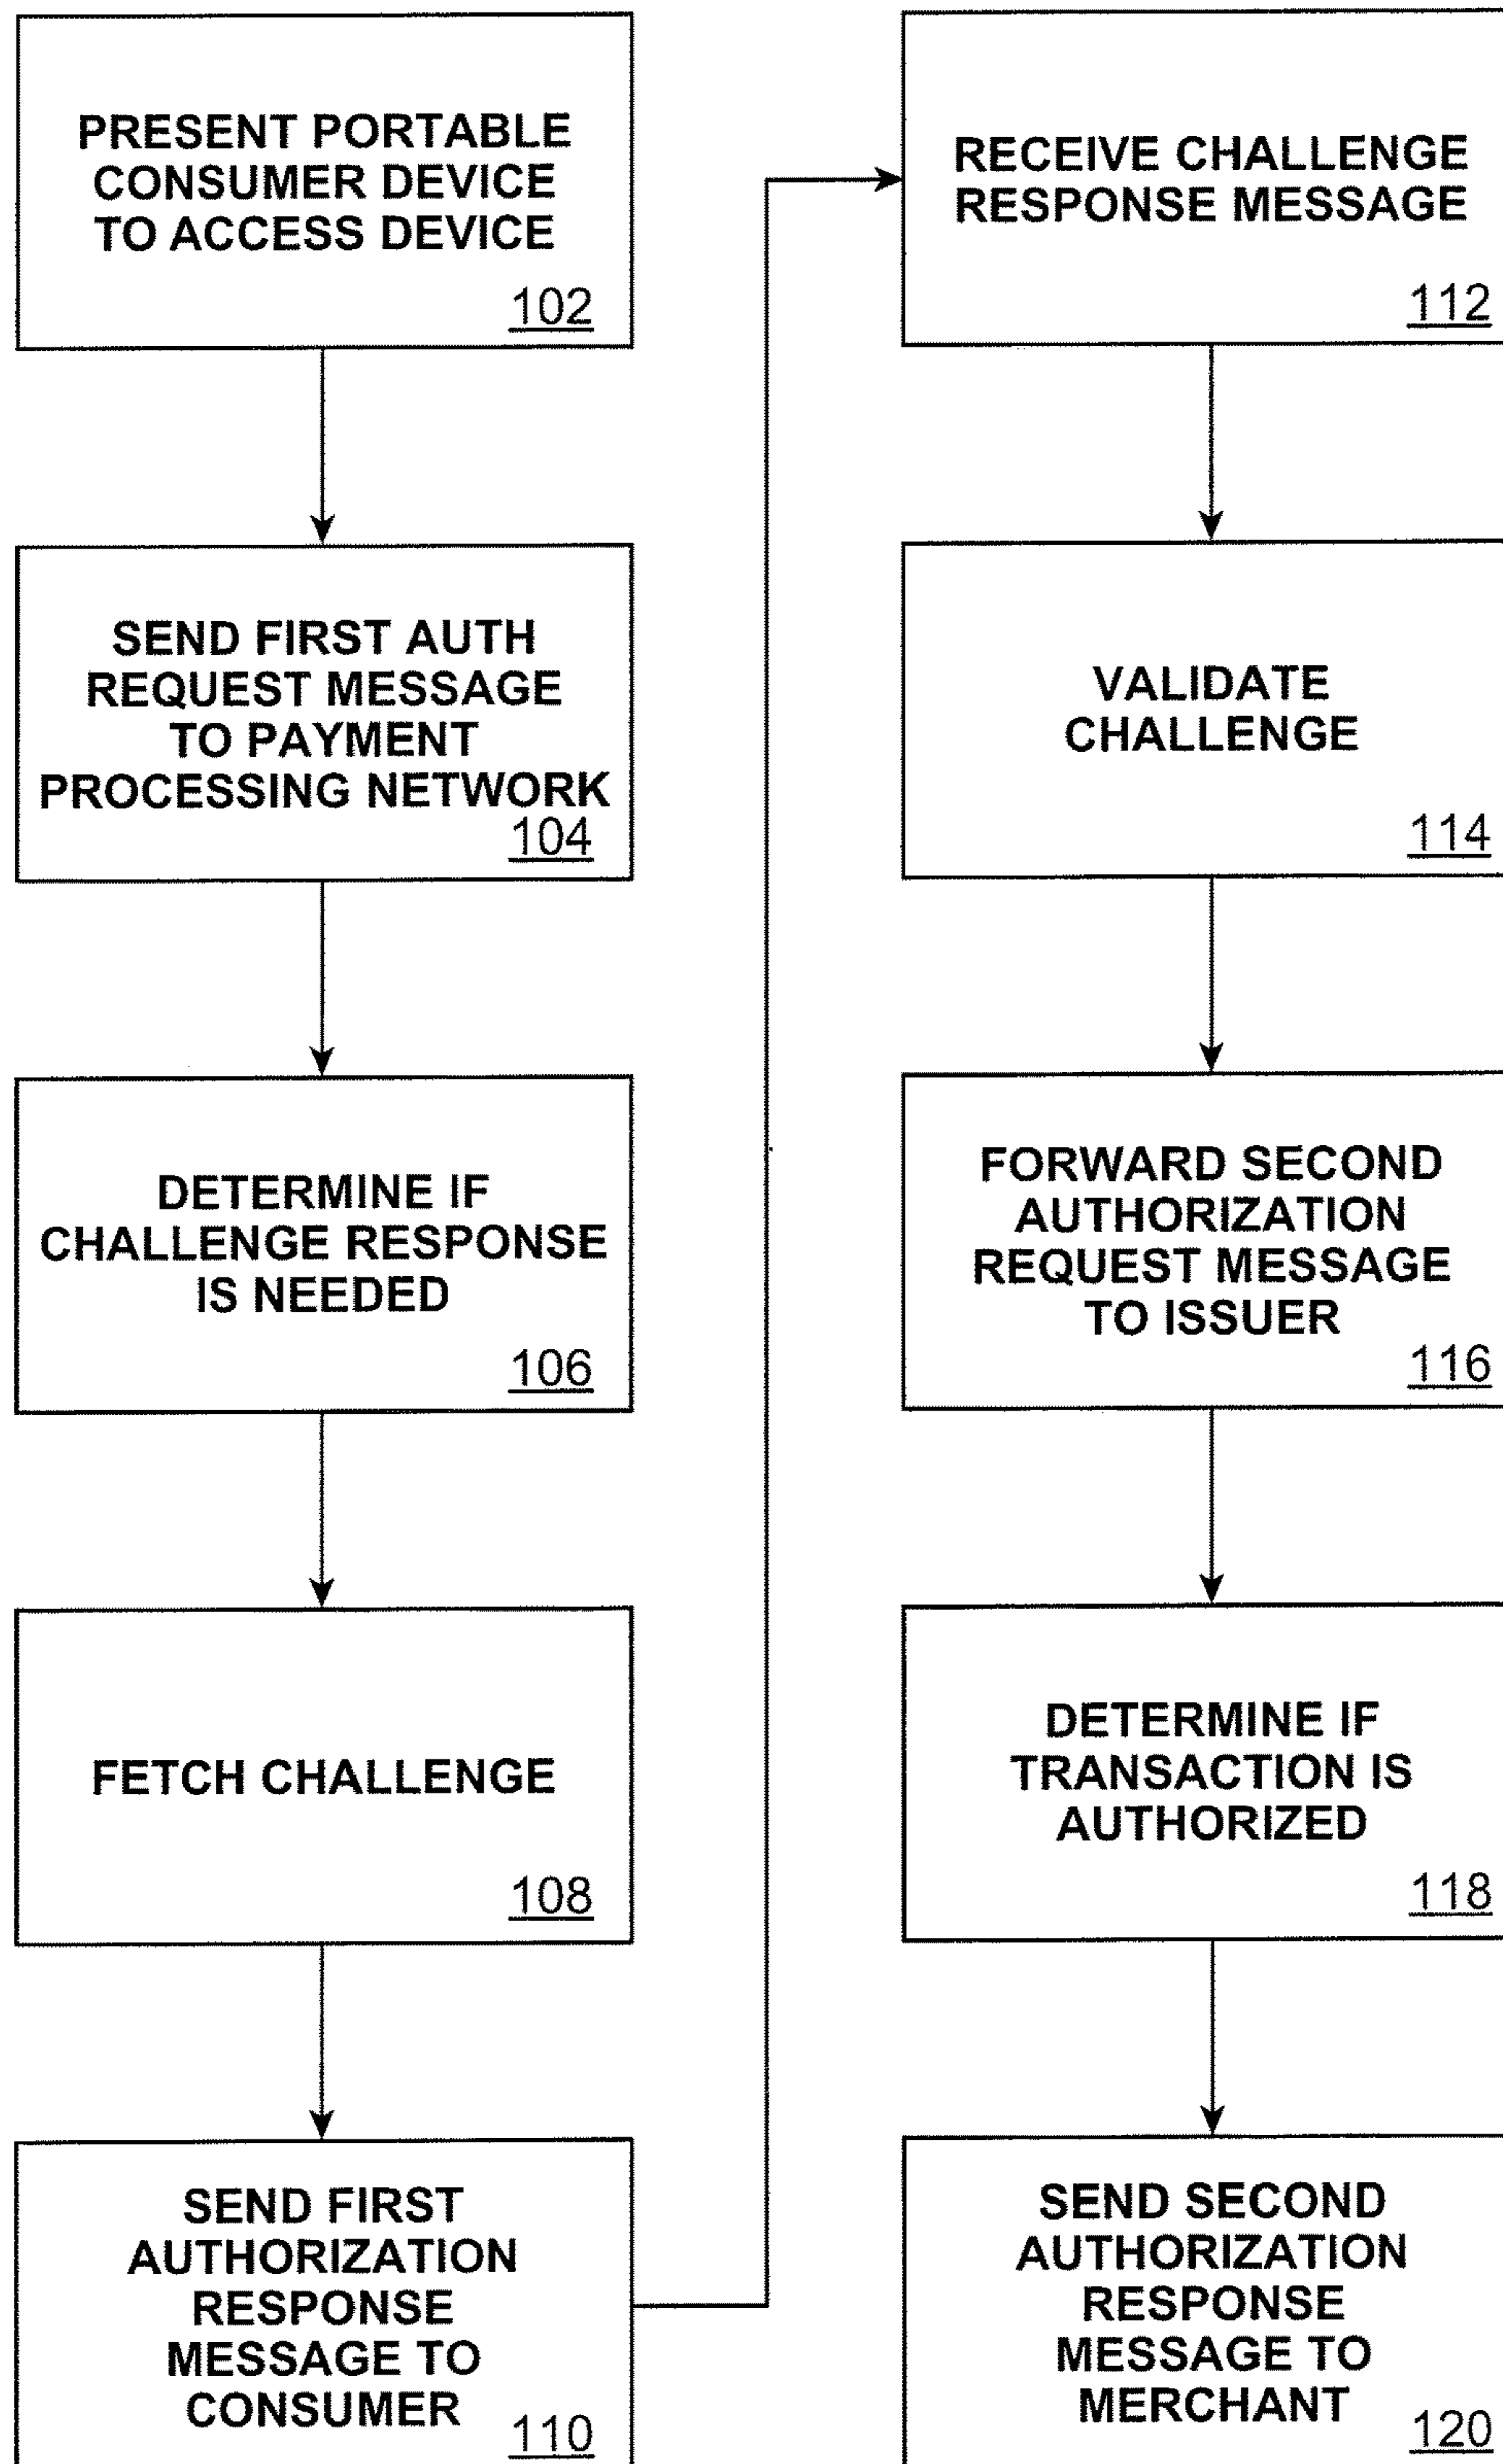 PRESENT PORTABLE
CONSUMER DEVICE
TO ACCESS DEVICE
102
SEND FIRST AUTH
REQUEST MESSAGE
TO PAYMENT
PROCESSING NETWORK
104
DETERMINE IF
CHALLENGE RESPONSE
IS NEEDED
106
FETCH CHALLENGE
108
SEND FIRST
AUTHORIZATION
RESPONSE
MESSAGE TO
CONSUMER
110
RECEIVE CHALLENGE
RESPONSE MESSAGE
112
VALIDATE
CHALLENGE
114
FORWARD SECOND
AUTHORIZATION
REQUEST MESSAGE
TO ISSUER
116
DETERMINE IF
TRANSACTION IS
AUTHORIZED
118
SEND SECOND
AUTHORIZATION
RESPONSE
MESSAGE TO
MERCHANT
120